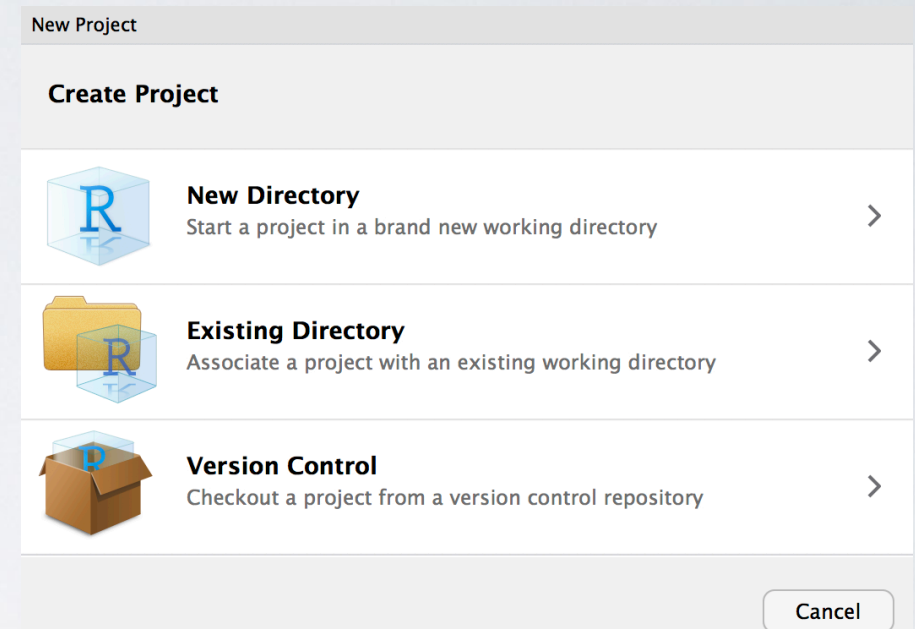 New Project
Create Project
R
New Directory
Start a project in a brand new working directory
R
Existing Directory
Associate a project with an existing working directory
R
Version Control
Checkout a project from a version control repository
Cancel